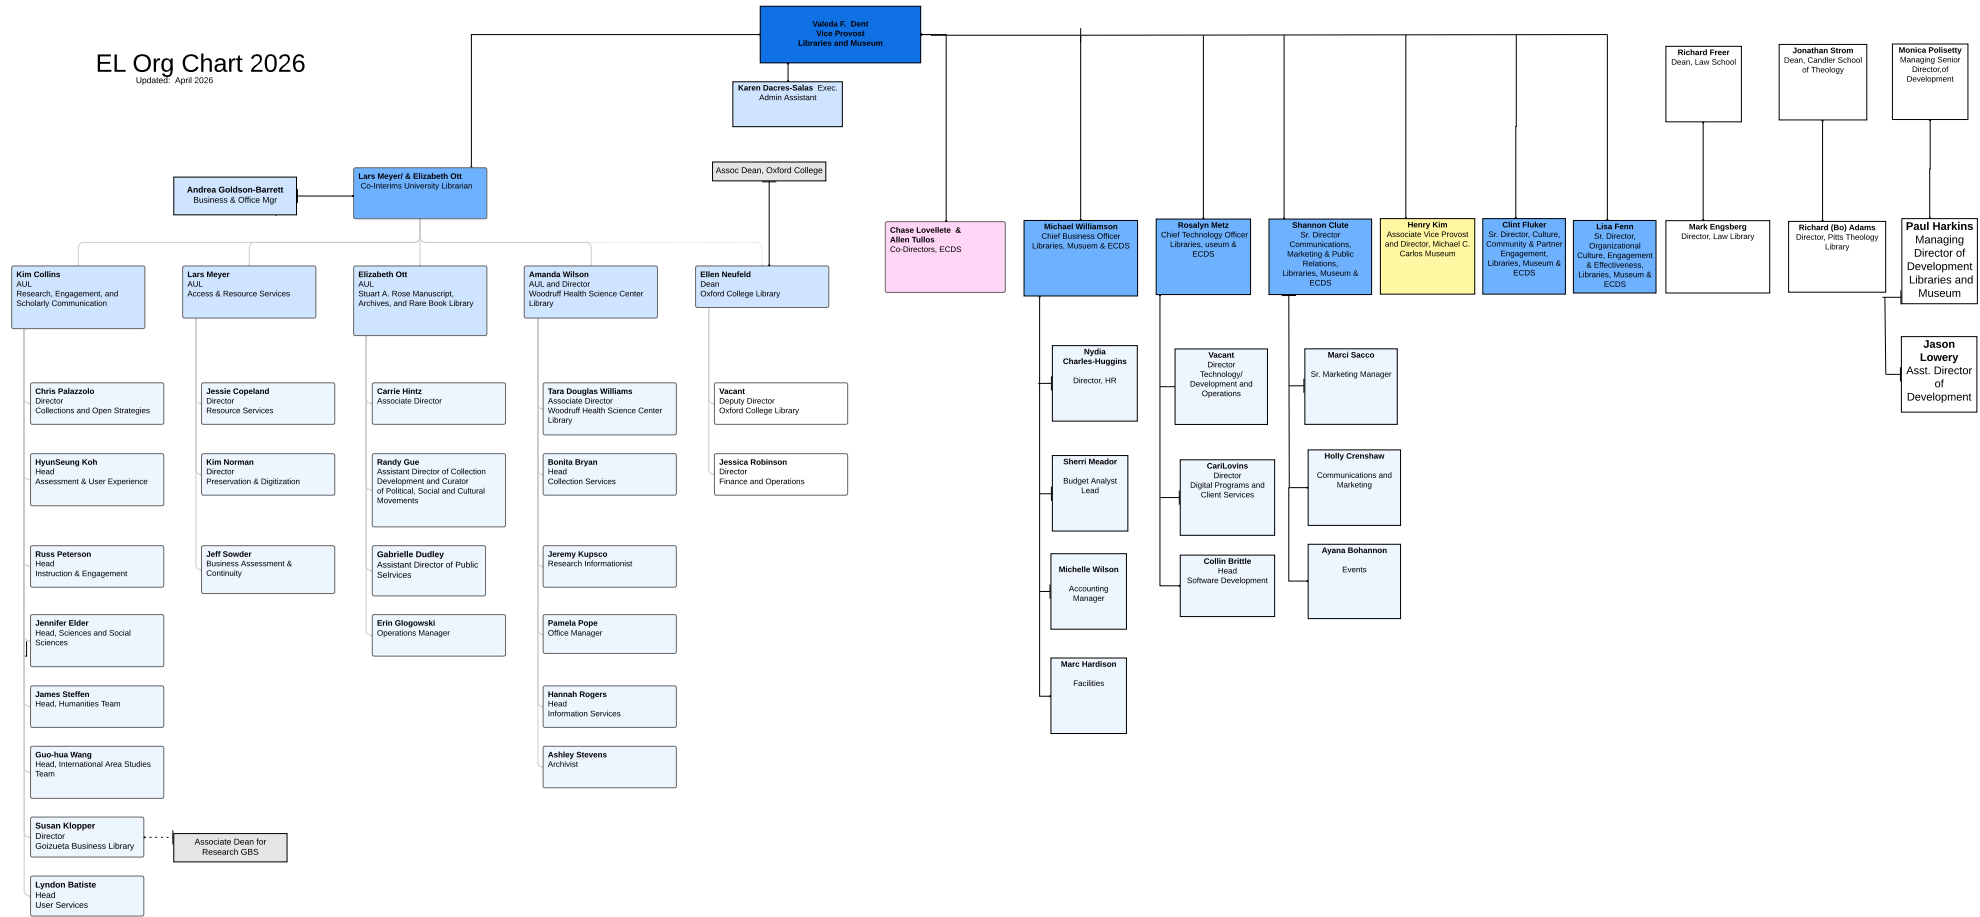 Valeda F. Dent
Vice Provost
Libraries and Museum
EL Org Chart 2026
Updated: April 2026
Karen Dacres-Salas Exec.
Admin Assistant
Richard Freer
Dean, Law School
Jonathan Strom
Dean, Candler School
of Theology
Monica Polisetty
Managing Senior
Director,of
Development
Andrea Goldson-Barrett
Business & Office Mgr
Lars Meyer/ & Elizabeth Ott
Co-Interims University Librarian
Assoc Dean, Oxford College
Chase Lovellete &
Allen Tullos
Co-Directors, ECDS
Michael Williamson
Chief Business Officer
Libraries, Musuem & ECDS
Rosalyn Metz
Chief Technology Officer
Libraries, useum &
ECDS
Shannon Clute
Sr. Director
Communications,
Marketing & Public
Relations,
Librraries, Museum &
ECDS
Henry Kim
Associate Vice Provost
and Director, Michael C.
Carlos Museum
Clint Fluker
Sr. Director, Culture,
Community & Partner
Engagement,
Libraries, Museum &
ECDS
Lisa Fenn
Sr. Director,
Organizational
Culture, Engagement
& Effectiveness,
Libraries, Museum &
ECDS
Mark Engsberg
Director, Law Library
Richard (Bo) Adams
Director, Pitts Theology
Library
Paul Harkins
Managing
Director of
Development
Libraries and
Museum
Kim Collins
AUL
Research, Engagement, and
Scholarly Communication
Lars Meyer
AUL
Access & Resource Services
Elizabeth Ott
AUL
Stuart A. Rose Manuscript,
Archives, and Rare Book Library
Amanda Wilson
AUL and Director
Woodruff Health Science Center
Library
Ellen Neufeld
Dean
Oxford College Library
Jason
Lowery
Asst. Director
of
Development
Chris Palazzolo
Director
Collections and Open Strategies
Jessie Copeland
Director
Resource Services
Carrie Hintz
Associate Director
Tara Douglas Williams
Associate Director
Woodruff Health Science Center
Library
Vacant
Deputy Director
Oxford College Library
Nydia
Charles-Huggins
Director, HR
Vacant
Director
Technology/
Development and
Operations
Marci Sacco
Sr. Marketing Manager
HyunSeung Koh
Head
Assessment & User Experience
Kim Norman
Director
Preservation & Digitization
Randy Gue
Assistant Director of Collection
Development and Curator
of Political, Social and Cultural
Movements
Bonita Bryan
Head
Collection Services
Jessica Robinson
Director
Finance and Operations
Sherri Meador
Budget Analyst
Lead
CariLovins
Director
Digital Programs and
Client Services
Holly Crenshaw
Communications and
Marketing
Russ Peterson
Head
Instruction & Engagement
Jeff Sowder
Business Assessment &
Continuity
Gabrielle Dudley
Assistant Director of Public
Selrvices
Jeremy Kupsco
Research Informationist
Michelle Wilson
Accounting
Manager
Collin Brittle
Head
Software Development
Ayana Bohannon
Events
Jennifer Elder
Head, Sciences and Social
Sciences
Erin Glogowski
Operations Manager
Pamela Pope
Office Manager
Marc Hardison
Facilities
James Steffen
Head, Humanities Team
Hannah Rogers
Head
Information Services
Guo-hua Wang
Head, International Area Studies
Team
Ashley Stevens
Archivist
Susan Klopper
Director
Goizueta Business Library
Associate Dean for
Research GBS
Lyndon Batiste
Head
User Services